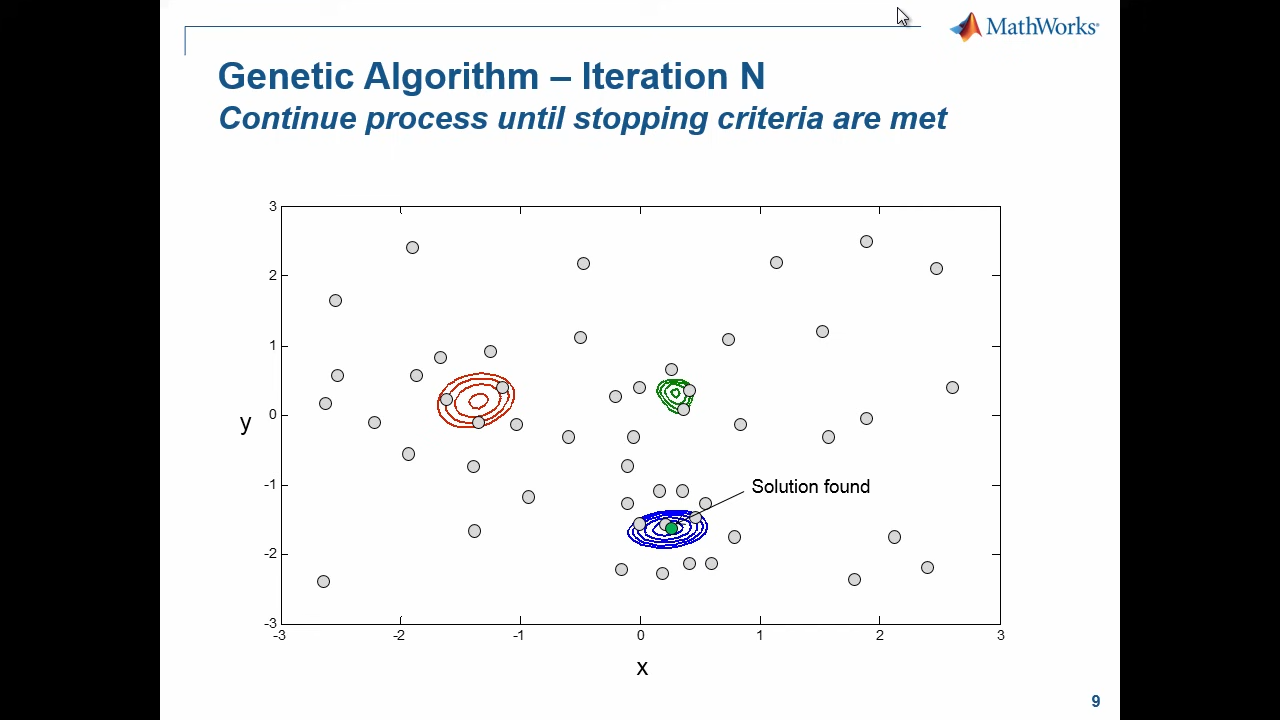 MathWorks®
Genetic Algorithm – Iteration N
Continue process until stopping criteria are met
3
2
1
0
-1
-2
-3
y
Solution found
-3 -2 -1 0 1 2 3
x
9